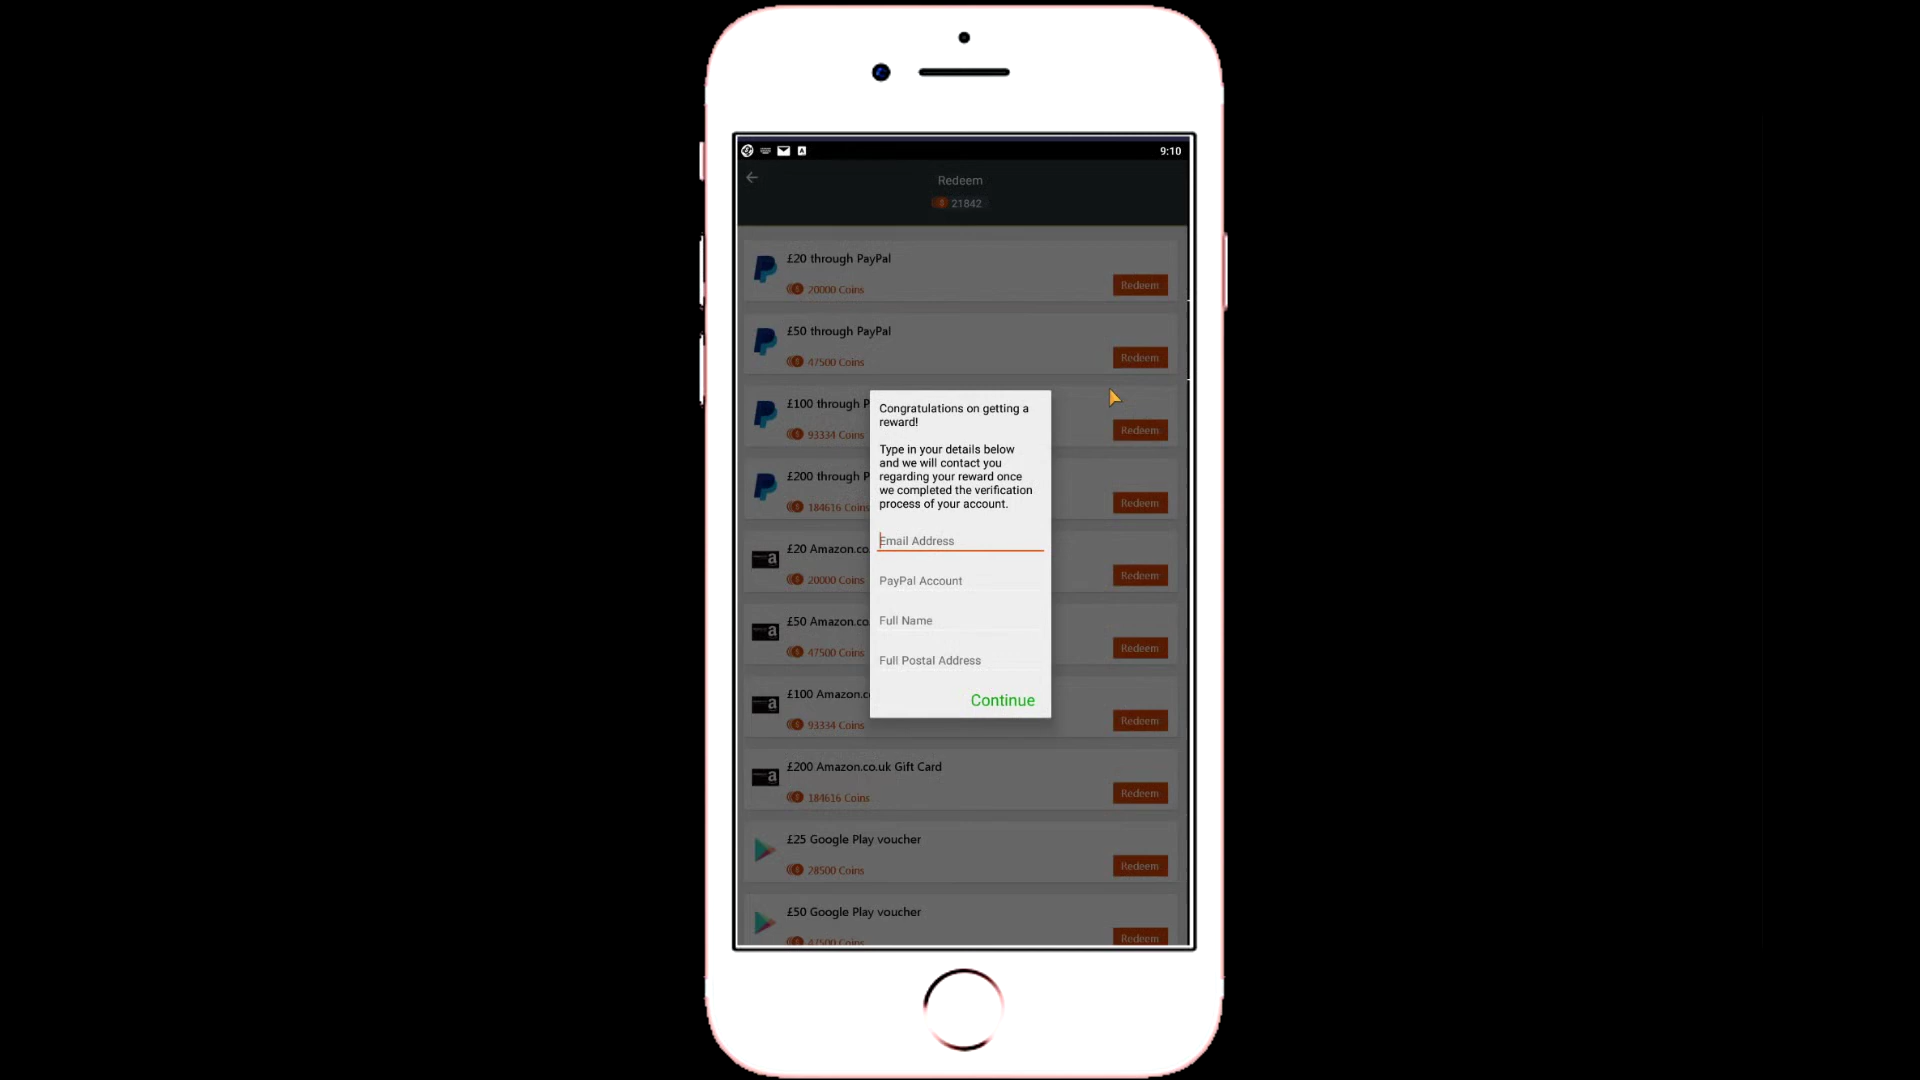 9:10
Redeem
21842
£20 through PayPal
20000 Coins
Redeem
£50 through PayPal
47500 Coins
Redeem
£100 through P
93334 Coins
Redeem
£200 through P
184616 Coins
Redeem
£20 Amazon.co
20000 Coins
Redeem
£50 Amazon.co
47500 Coins
Redeem
£100 Amazon.c
93334 Coins
Redeem
£200 Amazon.co.uk Gift Card
184616 Coins
Redeem
£25 Google Play voucher
28500 Coins
Redeem
£50 Google Play voucher
47500 Coins
Redeem
Congratulations on getting a
reward!
Type in your details below
and we will contact you
regarding your reward once
we completed the verification
process of your account.
Email Address
PayPal Account
Full Name
Full Postal Address
Continue